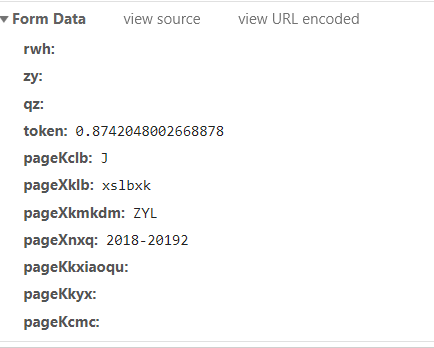 Form Data view source view URL encoded
rwh:
zy:
qz:
token: 0.8742048002668878
pageKclb: J
pageXklb: xslbxk
pageXkmkdm: ZYL
pageXnxq: 2018-20192
pageKkxiaoqu:
pageKkyx:
pageKcmc: